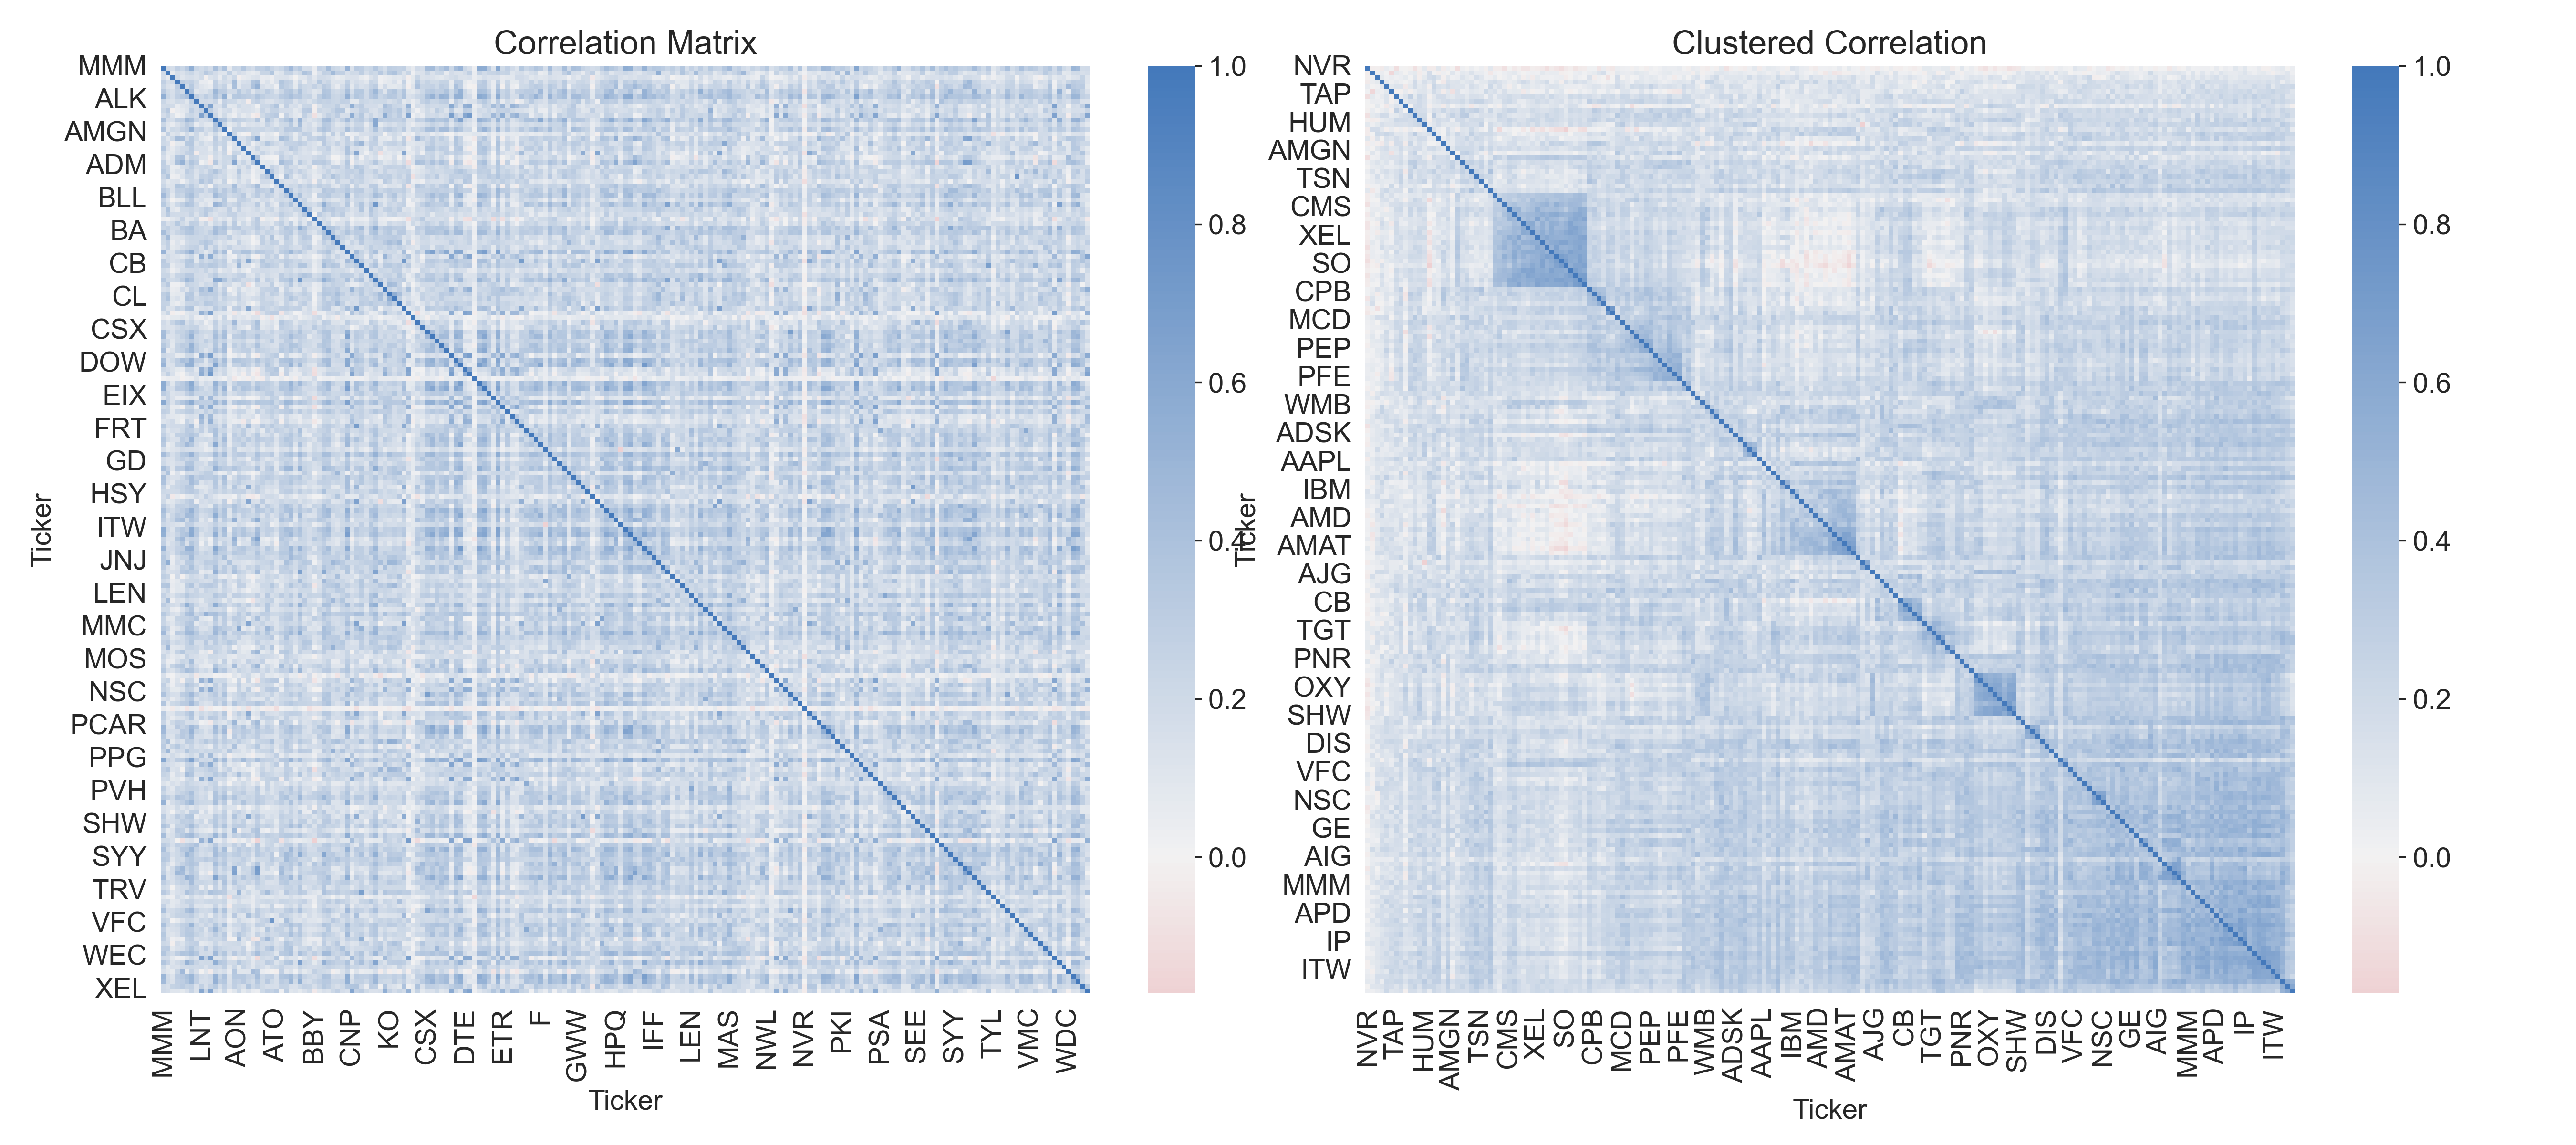 Correlation Matrix
MMM
ALK
AMGN
ADM
BLL
BA
CB
CL
CSX
DOW
EIX
FRT
GD
HSY
ITW
JNJ
LEN
MMC
MOS
NSC
PCAR
PPG
PVH
SHW
SYY
TRV
VFC
WEC
XEL
Ticker
MMM LNT AON ATO BBY CNP KO CSX DTE ETR F GWW HPQ IFF LEN MAS NWL NVR PKI PSA SEE SYY TYL VMC WDC
Ticker
1.0
0.8
0.6
0.4
0.2
0.0
Clustered Correlation
NVR
TAP
HUM
AMGN
TSN
CMS
XEL
SO
CPB
MCD
PEP
PFE
WMB
ADSK
AAPL
IBM
AMD
AMAT
AJG
CB
TGT
PNR
OXY
SHW
DIS
VFC
NSC
GE
AIG
MMM
APD
IP
ITW
Ticker
NVR TAP HUM AMGN TSN CMS XEL SO CPB MCD PEP PFE WMB ADSK AAPL IBM AMD AMAT AJG CB TGT PNR OXY SHW DIS VFC NSC GE AIG MMM APD IP ITW
Ticker
1.0
0.8
0.6
0.4
0.2
0.0